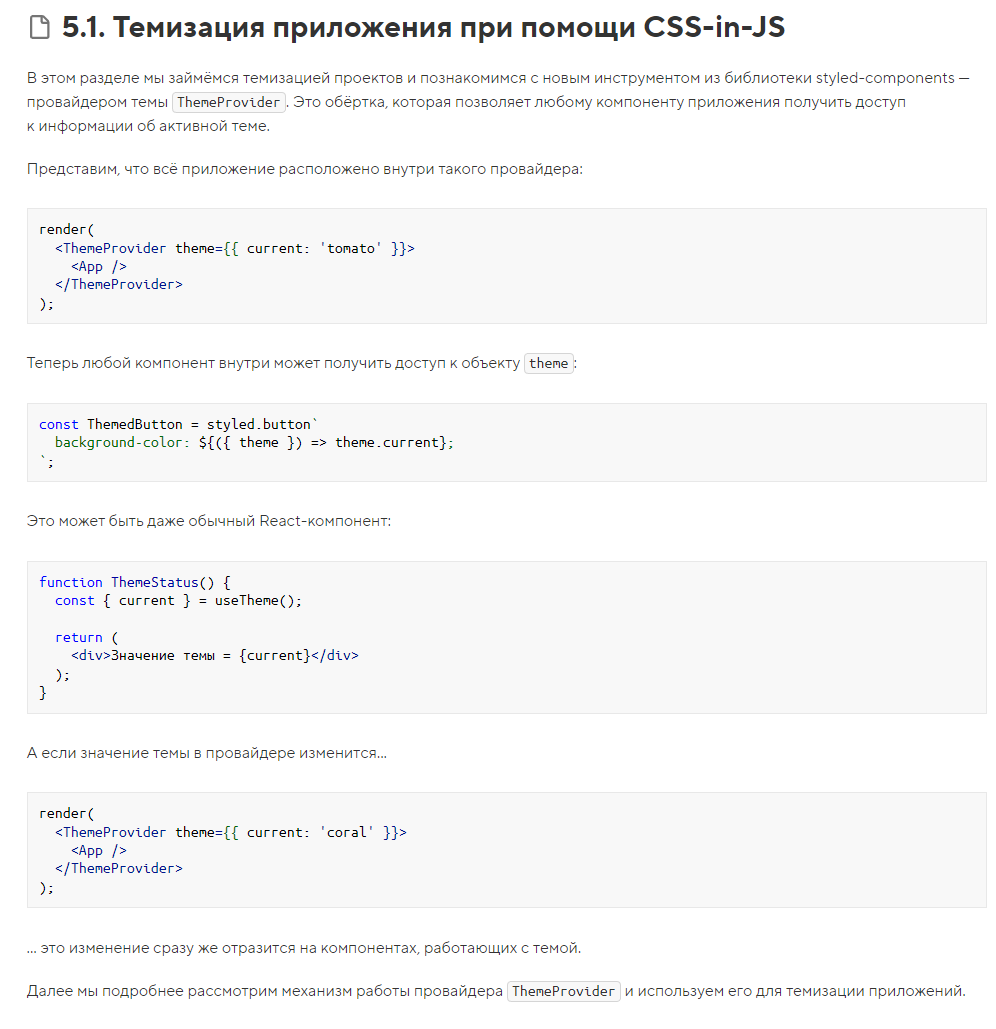 5.1. Темизация приложения при помощи CSS-in-JS
В этом разделе мы займёмся темизацией проектов и познакомимся с новым инструментом из библиотеки styled-components —
провайдером темы ThemeProvider. Это обёртка, которая позволяет любому компоненту приложения получить доступ
к информации об активной теме.
Представим, что всё приложение расположено внутри такого провайдера:
render(
  <ThemeProvider theme={{ current: 'tomato' }}>
    <App />
  </ThemeProvider>
);
Теперь любой компонент внутри может получить доступ к объекту theme:
const ThemedButton = styled.button`
  background-color: ${({ theme }) => theme.current};
`;
Это может быть даже обычный React-компонент:
function ThemeStatus() {
  const { current } = useTheme();
  return (
    <div>Значение темы = {current}</div>
  );
}
А если значение темы в провайдере изменится…
render(
  <ThemeProvider theme={{ current: 'coral' }}>
    <App />
  </ThemeProvider>
);
… это изменение сразу же отразится на компонентах, работающих с темой.
Далее мы подробнее рассмотрим механизм работы провайдера ThemeProvider и используем его для темизации приложений.